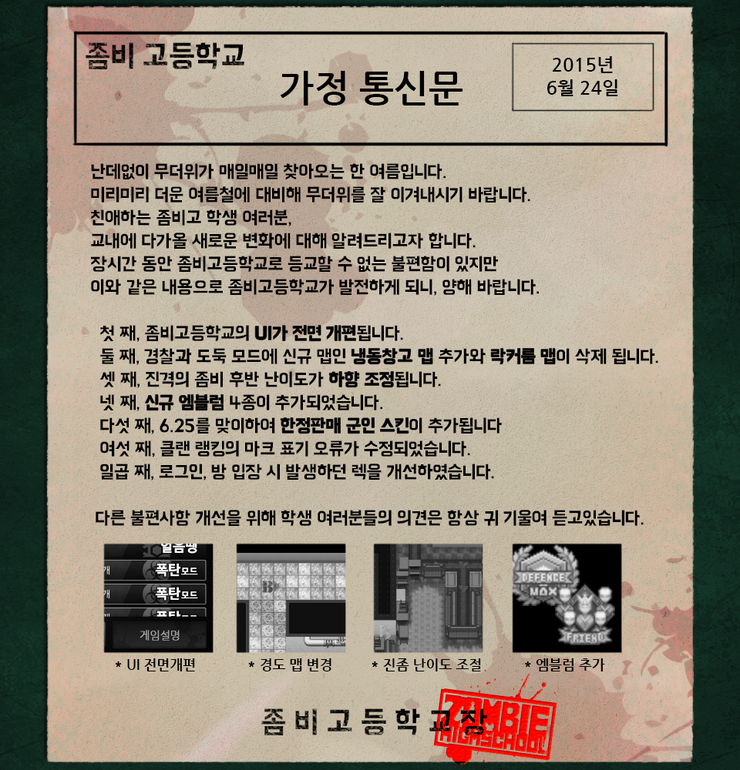 좀비 고등학교
가정 통신문
2015년
6월 24일
난데없이 무더위가 매일매일 찾아오는 한 여름입니다.
미리미리 더운 여름철에 대비해 무더위를 잘 이겨내시기 바랍니다.
친애하는 좀비고 학생 여러분,
교내에 다가올 새로운 변화에 대해 알려드리고자 합니다.
장시간 동안 좀비고등학교로 등교할 수 없는 불편함이 있지만
이와 같은 내용으로 좀비고등학교가 발전하게 되니, 양해 바랍니다.
첫 째, 좀비고등학교의 UI가 전면 개편됩니다.
둘 째, 경찰과 도둑 모드에 신규 맵인 냉동창고 맵 추가와 락커룸 맵이 삭제 됩니다.
셋 째, 진격의 좀비 후반 난이도가 하향 조정됩니다.
넷 째, 신규 엠블럼 4종이 추가되었습니다.
다섯 째, 6.25를 맞이하여 한정판매 군인 스킨이 추가됩니다
여섯 째, 클랜 랭킹의 마크 표기 오류가 수정되었습니다.
일곱 째, 로그인, 방 입장 시 발생하던 렉을 개선하였습니다.
다른 불편사항 개선을 위해 학생 여러분들의 의견은 항상 귀 기울여 듣고있습니다.
얼음땡
폭탄모드
폭탄모드
게임설명
DEFENCE
MAX
FRIEND
* UI 전면개편
* 경도 맵 변경
* 진좀 난이도 조절
* 엠블럼 추가
좀비고등학교장
ZOMBIE
HIGHSCHOOL